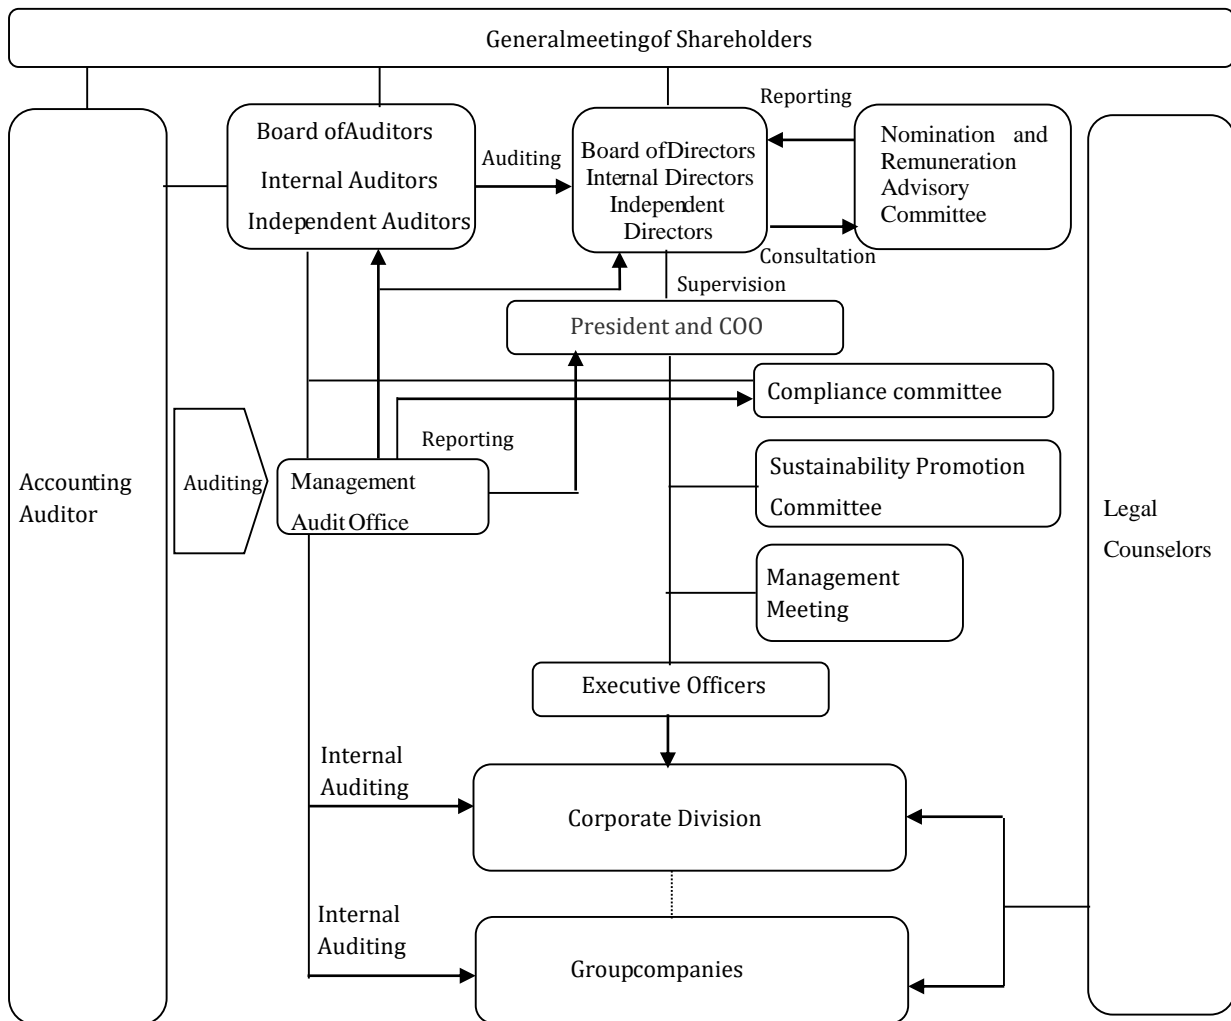 Generalmeetingof Shareholders
Reporting
Board ofAuditors
Internal Auditors
Independent Auditors
Auditing
Board ofDirectors
Internal Directors
Independent
Directors
Nomination and
Remuneration
Advisory
Committee
Consultation
Supervision
President and COO
Compliance committee
Reporting
Accounting
Auditor
Auditing
Management
Audit Office
Sustainability Promotion
Committee
Legal
Counselors
Management
Meeting
Executive Officers
Internal
Auditing
Corporate Division
Internal
Auditing
Groupcompanies